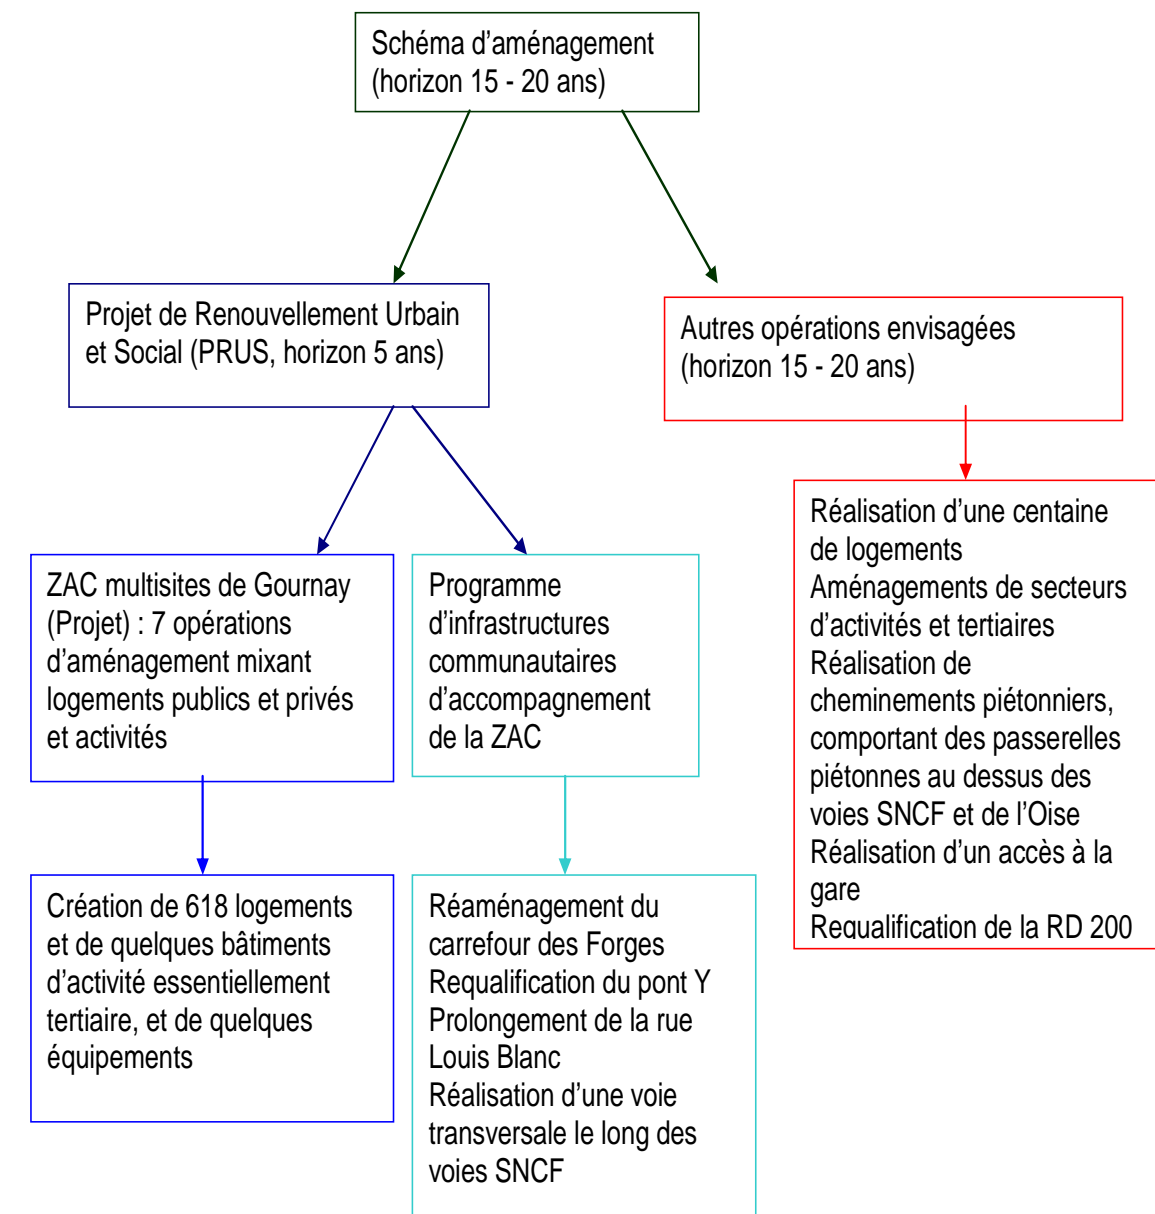 Schéma d’aménagement
(horizon 15 - 20 ans)
Projet de Renouvellement Urbain
et Social (PRUS, horizon 5 ans)
Autres opérations envisagées
(horizon 15 - 20 ans)
ZAC multisites de Gournay
(Projet) : 7 opérations
d’aménagement mixant
logements publics et privés
et activités
Programme
d’infrastructures
communautaires
d’accompagnement
de la ZAC
Réalisation d’une centaine
de logements
Aménagements de secteurs
d’activités et tertiaires
Réalisation de
cheminements piétonniers,
comportant des passerelles
piétonnes au dessus des
voies SNCF et de l’Oise
Réalisation d’un accès à la
gare
Requalification de la RD 200
Création de 618 logements
et de quelques bâtiments
d’activité essentiellement
tertiaire, et de quelques
équipements
Réaménagement du
carrefour des Forges
Requalification du pont Y
Prolongement de la rue
Louis Blanc
Réalisation d’une voie
transversale le long des
voies SNCF